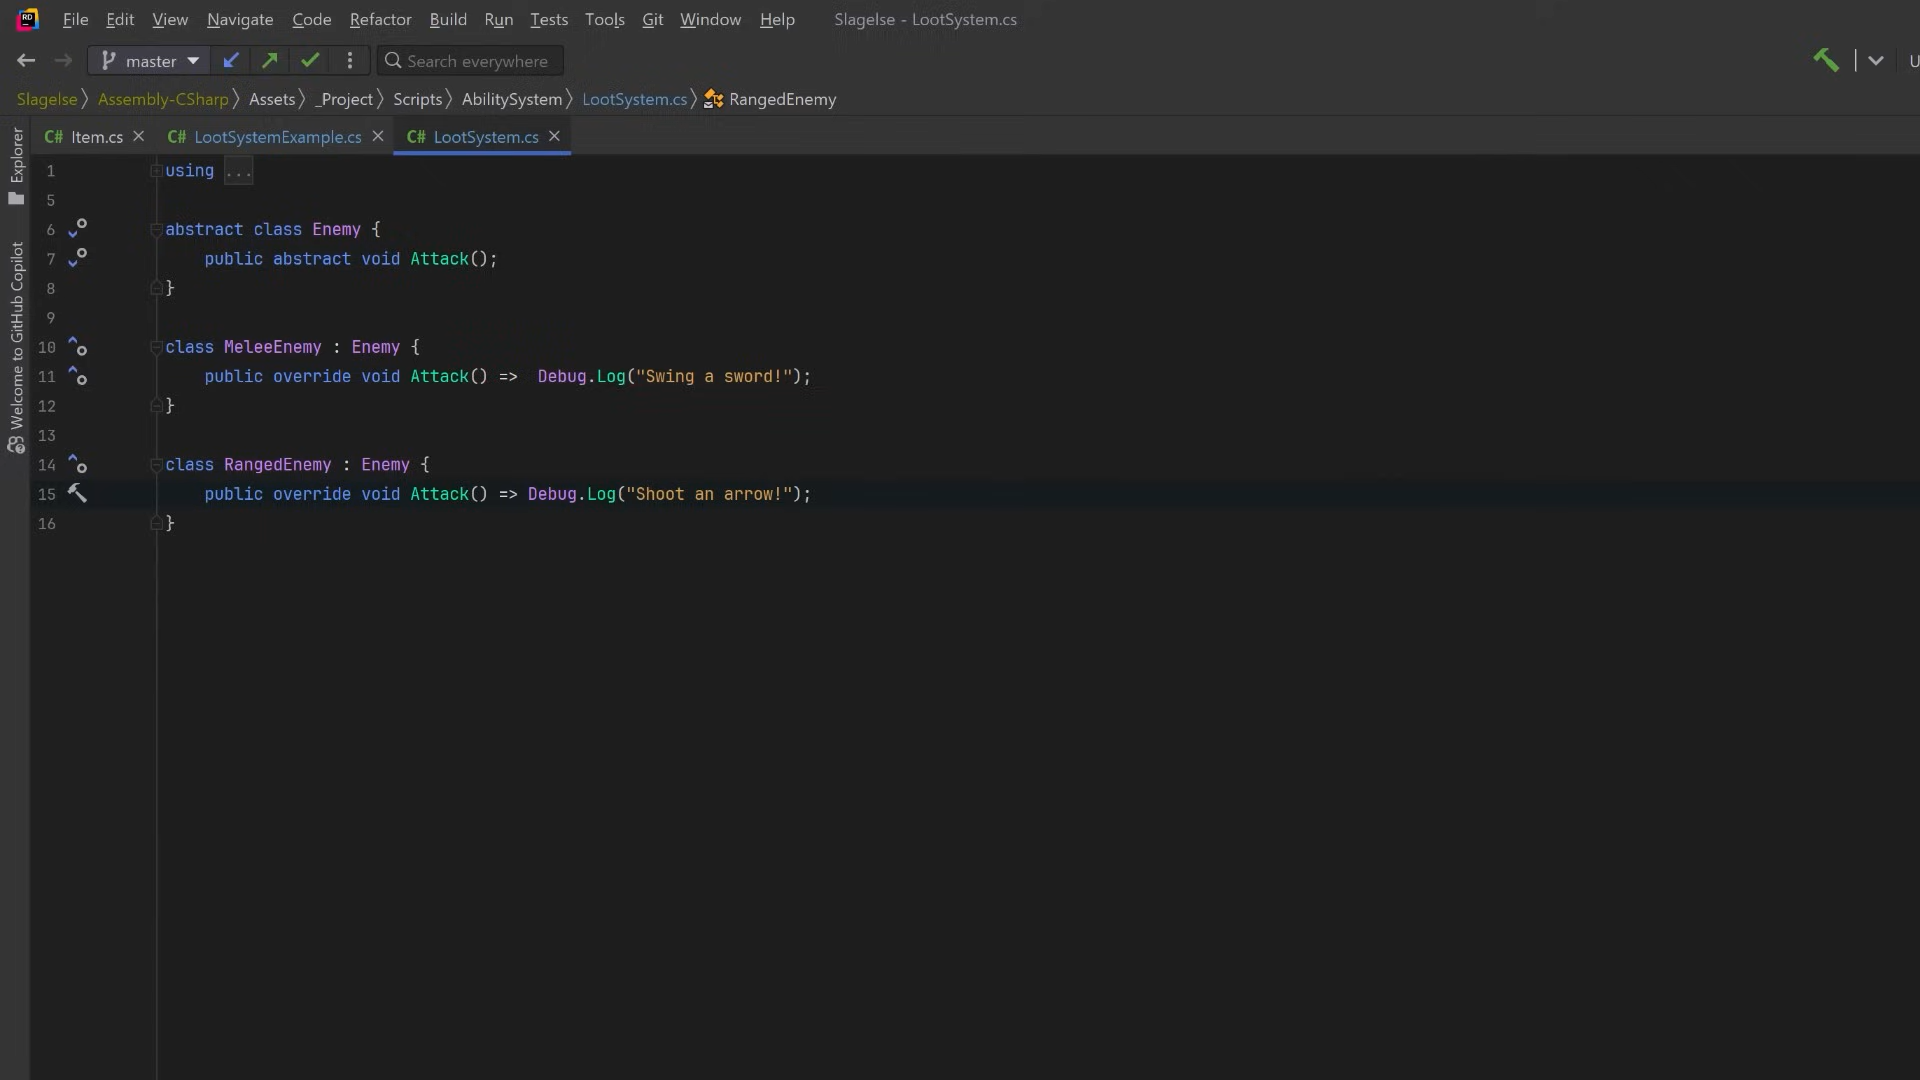 RD File Edit View Navigate Code Refactor Build Run Tests Tools Git Window Help Slagelse - LootSystem.cs
master Search everywhere U
Slagelse Assembly-CSharp Assets _Project Scripts AbilitySystem LootSystem.cs RangedEnemy
C# Item.cs C# LootSystemExample.cs C# LootSystem.cs
Explorer
Welcome to GitHub Copilot
1 using ...
5
6 abstract class Enemy {
7     public abstract void Attack();
8 }
9
10 class MeleeEnemy : Enemy {
11     public override void Attack() =>  Debug.Log("Swing a sword!");
12 }
13
14 class RangedEnemy : Enemy {
15     public override void Attack() => Debug.Log("Shoot an arrow!");
16 }